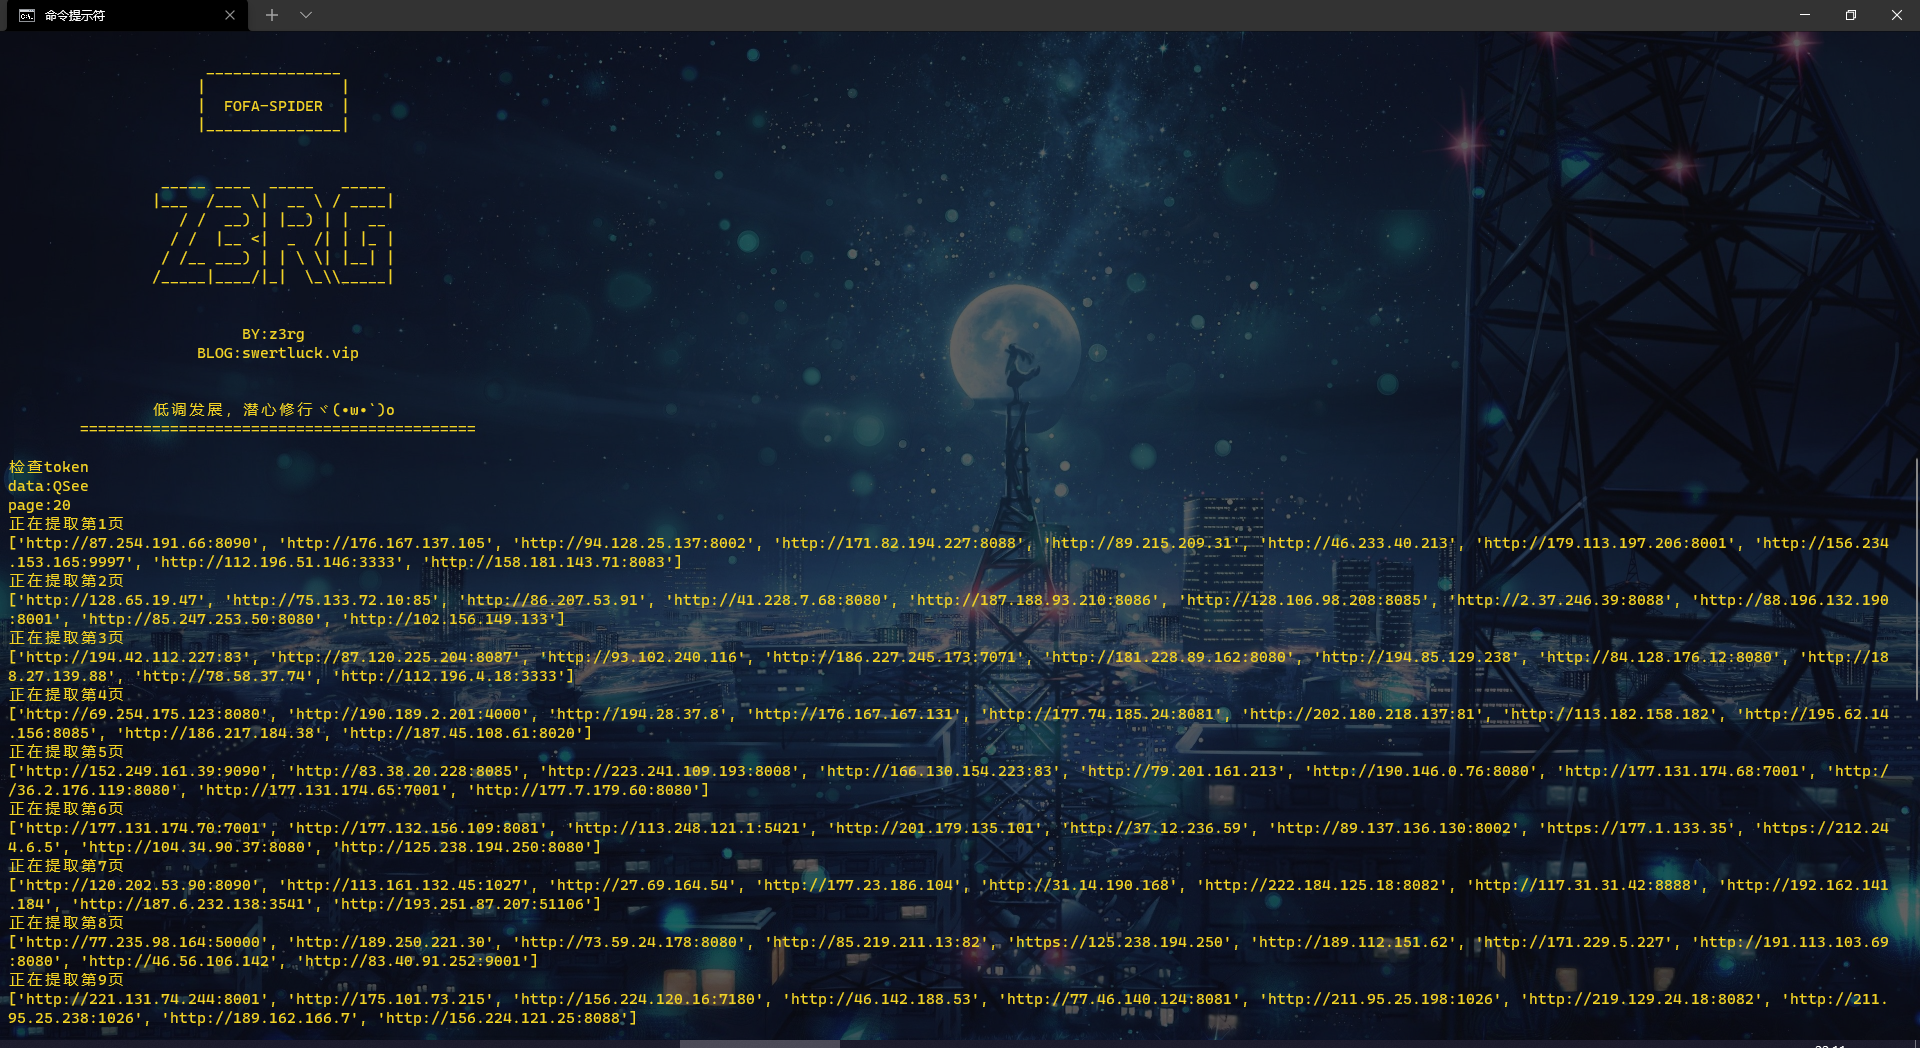 命令提示符
FOFA-SPIDER
Z3RG
BY:z3rg
BLOG:swertluck.vip
低调发展, 潜心修行ヾ(•ω•`)o
============================================
检查token
data:QSee
page:20
正在提取第1页
['http://87.254.191.66:8090', 'http://176.167.137.105', 'http://94.128.25.137:8002', 'http://171.82.194.227:8088', 'http://89.215.209.31', 'http://46.233.40.213', 'http://179.113.197.206:8001', 'http://156.234
.153.165:9997', 'http://112.196.51.146:3333', 'http://158.181.143.71:8083']
正在提取第2页
['http://128.65.19.47', 'http://75.133.72.10:85', 'http://86.207.53.91', 'http://41.228.7.68:8080', 'http://187.188.93.210:8086', 'http://128.106.98.208:8085', 'http://2.37.246.39:8088', 'http://88.196.132.190
:8001', 'http://85.247.253.50:8080', 'http://102.156.149.133']
正在提取第3页
['http://194.42.112.227:83', 'http://87.120.225.204:8087', 'http://93.102.240.116', 'http://186.227.245.173:7071', 'http://181.228.89.162:8080', 'http://194.85.129.238', 'http://84.128.176.12:8080', 'http://18
8.27.139.88', 'http://78.58.37.74', 'http://112.196.4.18:3333']
正在提取第4页
['http://69.254.175.123:8080', 'http://190.189.2.201:4000', 'http://194.28.37.8', 'http://176.167.167.131', 'http://177.74.185.24:8081', 'http://202.180.218.137:81', 'http://113.182.158.182', 'http://195.62.14
.156:8085', 'http://186.217.184.38', 'http://187.45.108.61:8020']
正在提取第5页
['http://152.249.161.39:9090', 'http://83.38.20.228:8085', 'http://223.241.109.193:8008', 'http://166.130.154.223:83', 'http://79.201.161.213', 'http://190.146.0.76:8080', 'http://177.131.174.68:7001', 'http:/
/36.2.176.119:8080', 'http://177.131.174.65:7001', 'http://177.7.179.60:8080']
正在提取第6页
['http://177.131.174.70:7001', 'http://177.132.156.109:8081', 'http://113.248.121.1:5421', 'http://201.179.135.101', 'http://37.12.236.59', 'http://89.137.136.130:8002', 'https://177.1.133.35', 'https://212.24
4.6.5', 'http://104.34.90.37:8080', 'http://125.238.194.250:8080']
正在提取第7页
['http://120.202.53.90:8090', 'http://113.161.132.45:1027', 'http://27.69.164.54', 'http://177.23.186.104', 'http://31.14.190.168', 'http://222.184.125.18:8082', 'http://117.31.31.42:8888', 'http://192.162.141
.184', 'http://187.6.232.138:3541', 'http://193.251.87.207:51106']
正在提取第8页
['http://77.235.98.164:50000', 'http://189.250.221.30', 'http://73.59.24.178:8080', 'http://85.219.211.13:82', 'https://125.238.194.250', 'http://189.112.151.62', 'http://171.229.5.227', 'http://191.113.103.69
:8080', 'http://46.56.106.142', 'http://83.40.91.252:9001']
正在提取第9页
['http://221.131.74.244:8001', 'http://175.101.73.215', 'http://156.224.120.16:7180', 'http://46.142.188.53', 'http://77.46.140.124:8081', 'http://211.95.25.198:1026', 'http://219.129.24.18:8082', 'http://211.
95.25.238:1026', 'http://189.162.166.7', 'http://156.224.121.25:8088']